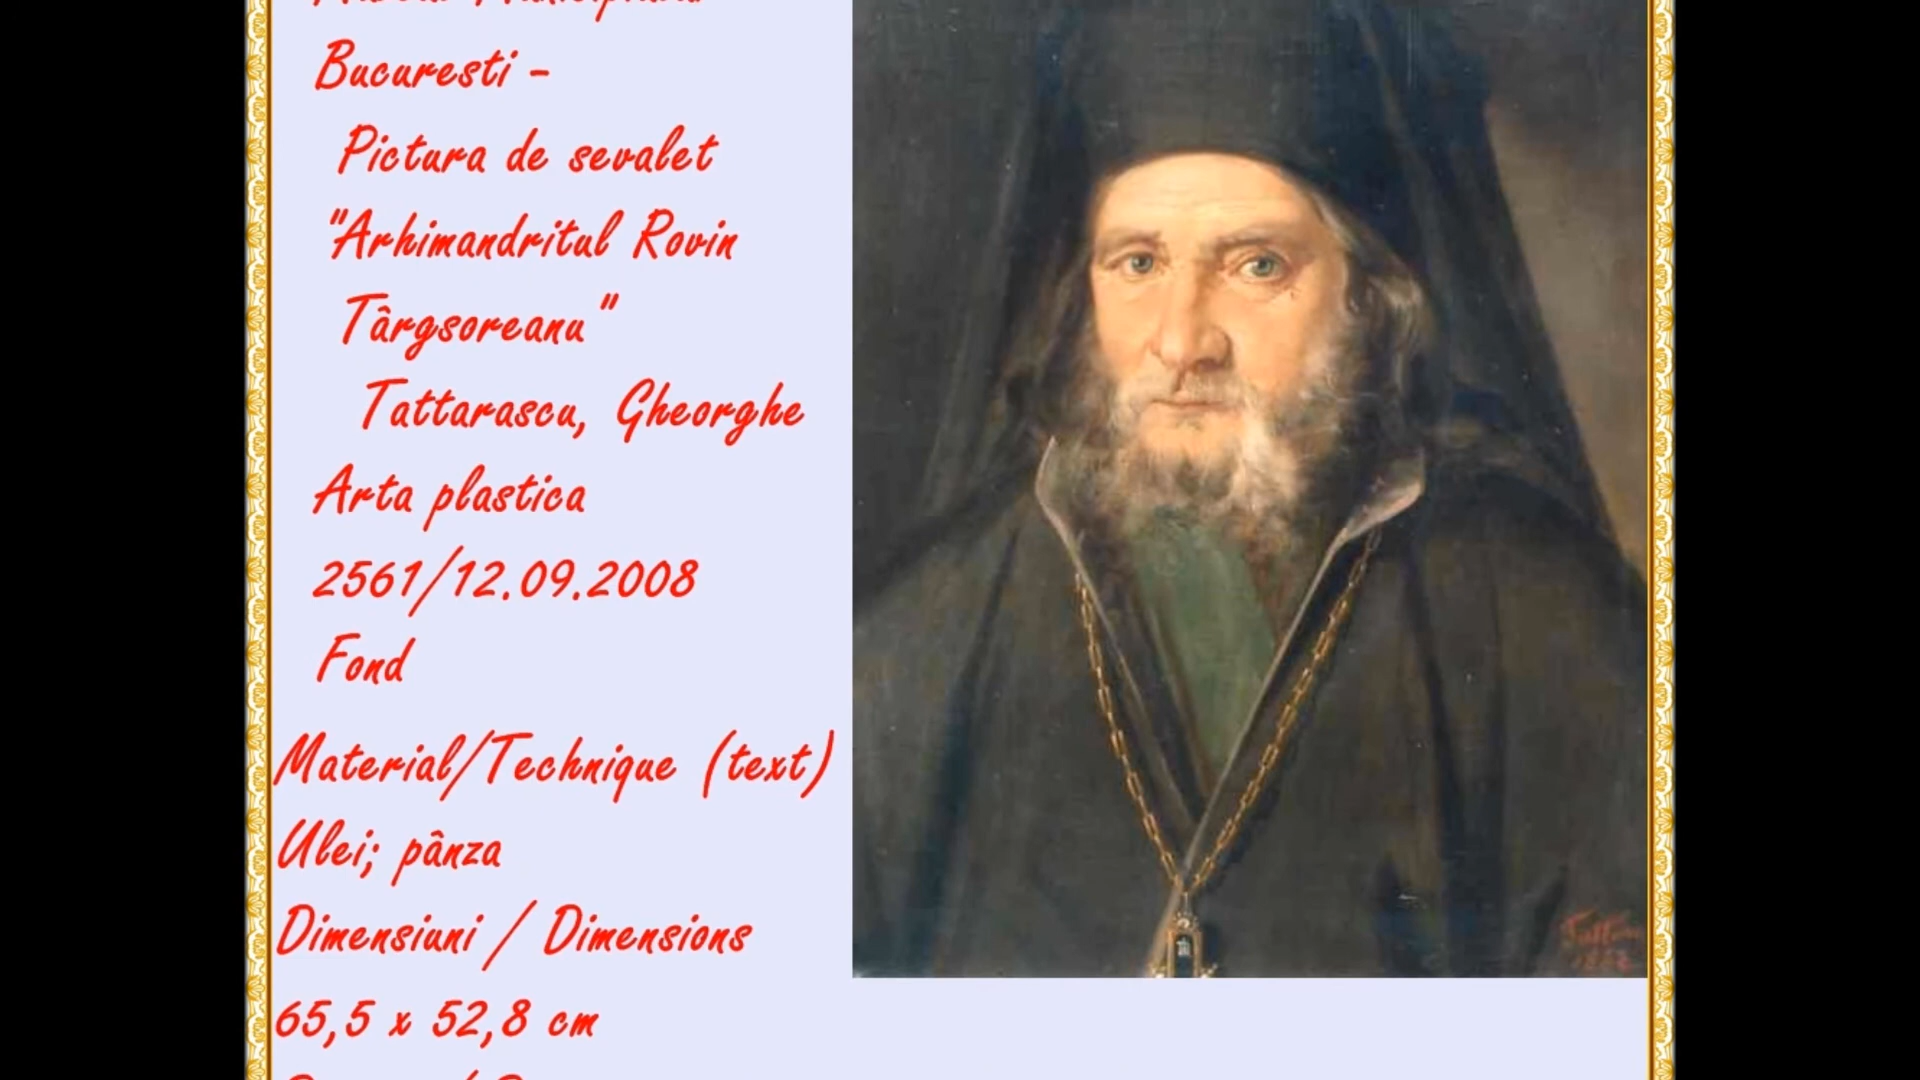 Bucuresti -
Pictura de sevalet
"Arhimandritul Rovin
Târgsoreanu"
Tattarascu, Gheorghe
Arta plastica
2561/12.09.2008
Fond
Material/Technique (text)
Ulei; pânza
Dimensiuni / Dimensions
65,5 x 52,8 cm